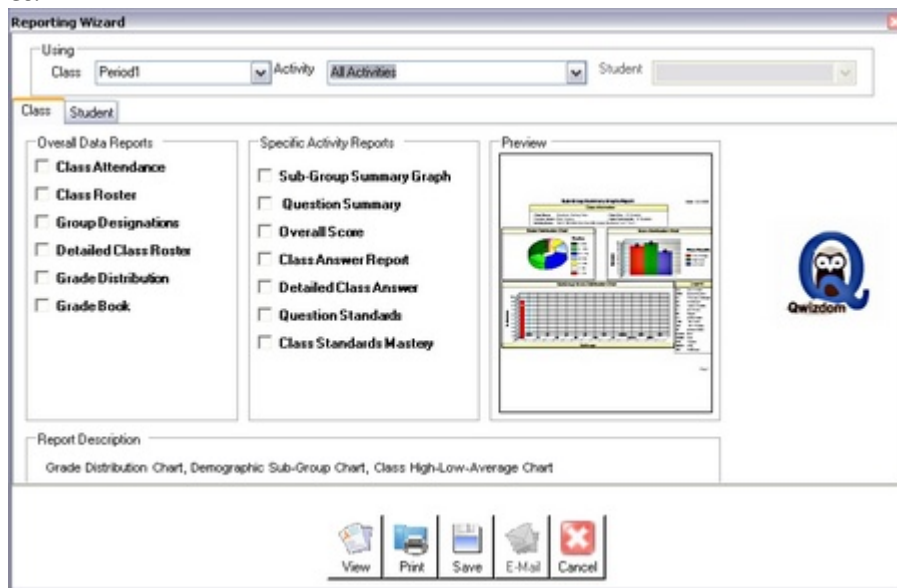 Reporting Wizard
Using
Class Period1 Activity All Activities Student
Class Student
Overall Data Reports
Class Attendance
Class Roster
Group Designations
Detailed Class Roster
Grade Distribution
Grade Book
Specific Activity Reports
Sub-Group Summary Graph
Question Summary
Overall Score
Class Answer Report
Detailed Class Answer
Question Standards
Class Standards Mastery
Preview
Qwizdom
Report Description
Grade Distribution Chart, Demographic Sub-Group Chart, Class High-Low-Average Chart
View Print Save E-Mail Cancel